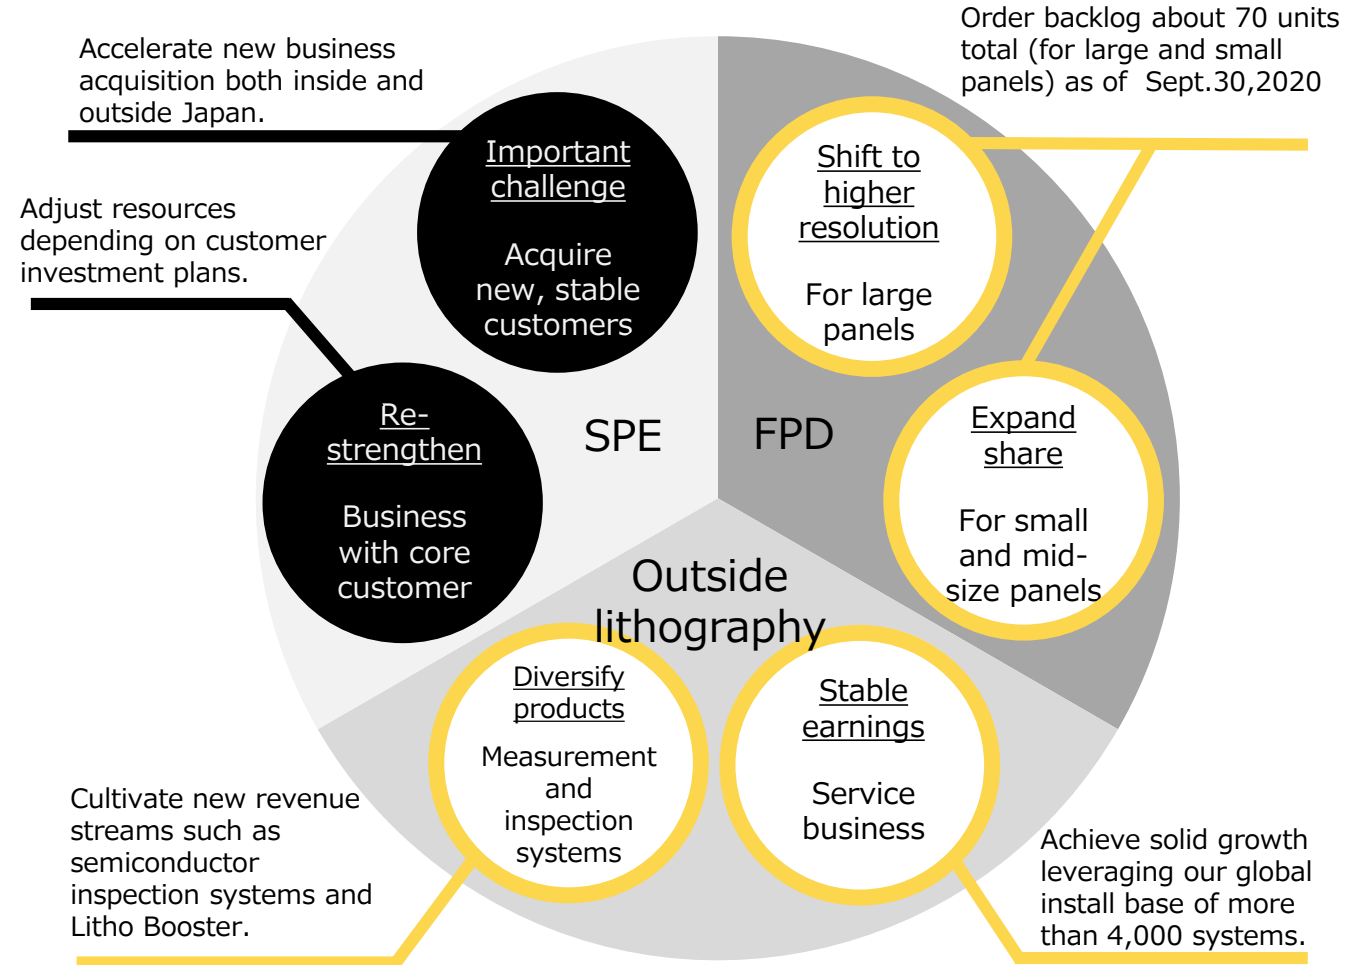 Accelerate new business
acquisition both inside and
outside Japan.
Order backlog about 70 units
total (for large and small
panels) as of Sept.30,2020
Important
challenge
Acquire
new, stable
customers
Shift to
higher
resolution
For large
panels
Adjust resources
depending on customer
investment plans.
Re-
strengthen
Business
with core
customer
SPE
FPD
Expand
share
For small
and mid-
size panels
Outside
lithography
Diversify
products
Measurement
and
inspection
systems
Stable
earnings
Service
business
Cultivate new revenue
streams such as
semiconductor
inspection systems and
Litho Booster.
Achieve solid growth
leveraging our global
install base of more
than 4,000 systems.